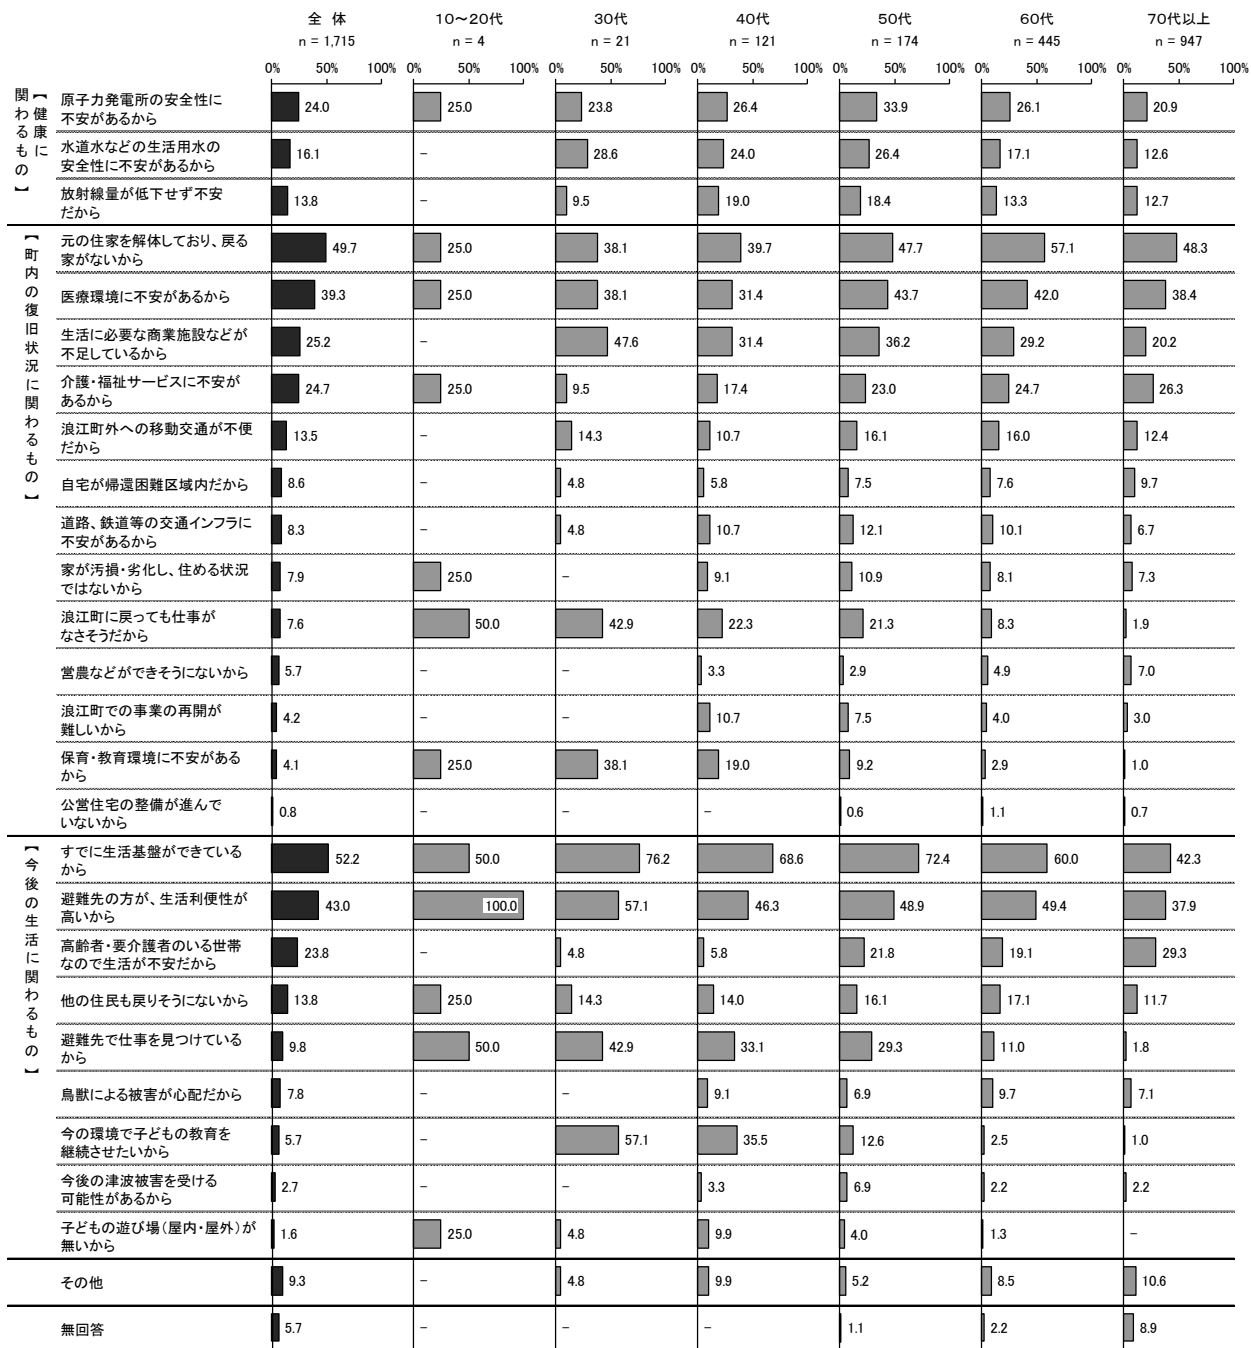 全 体 10～20代 30代 40代 50代 60代 70代以上
n = 1,715 n = 4 n = 21 n = 121 n = 174 n = 445 n = 947
0% 50% 100% 0% 50% 100% 0% 50% 100% 0% 50% 100% 0% 50% 100% 0% 50% 100% 0% 50% 100%
【健康に関わるもの】
原子力発電所の安全性に
不安があるから
24.0 25.0 23.8 26.4 33.9 26.1 20.9
水道水などの生活用水の
安全性に不安があるから
16.1 － 28.6 24.0 26.4 17.1 12.6
放射線量が低下せず不安
だから
13.8 － 9.5 19.0 18.4 13.3 12.7
【町内の復旧状況に関わるもの】
元の住家を解体しており、戻る
家がないから
49.7 25.0 38.1 39.7 47.7 57.1 48.3
医療環境に不安があるから
39.3 25.0 38.1 31.4 43.7 42.0 38.4
生活に必要な商業施設などが
不足しているから
25.2 － 47.6 31.4 36.2 29.2 20.2
介護・福祉サービスに不安が
あるから
24.7 25.0 9.5 17.4 23.0 24.7 26.3
浪江町外への移動交通が不便
だから
13.5 － 14.3 10.7 16.1 16.0 12.4
自宅が帰還困難区域内だから
8.6 － 4.8 5.8 7.5 7.6 9.7
道路、鉄道等の交通インフラに
不安があるから
8.3 － 4.8 10.7 12.1 10.1 6.7
家が汚損・劣化し、住める状況
ではないから
7.9 25.0 － 9.1 10.9 8.1 7.3
浪江町に戻っても仕事が
なさそうだから
7.6 50.0 42.9 22.3 21.3 8.3 1.9
営農などができそうにないから
5.7 － － 3.3 2.9 4.9 7.0
浪江町での事業の再開が
難しいから
4.2 － － 10.7 7.5 4.0 3.0
保育・教育環境に不安がある
から
4.1 25.0 38.1 19.0 9.2 2.9 1.0
公営住宅の整備が進んで
いないから
0.8 － － － 0.6 1.1 0.7
【今後の生活に関わるもの】
すでに生活基盤ができている
から
52.2 50.0 76.2 68.6 72.4 60.0 42.3
避難先の方が、生活利便性が
高いから
43.0 100.0 57.1 46.3 48.9 49.4 37.9
高齢者・要介護者のいる世帯
なので生活が不安だから
23.8 － 4.8 5.8 21.8 19.1 29.3
他の住民も戻りそうにないから
13.8 25.0 14.3 14.0 16.1 17.1 11.7
避難先で仕事を見つけている
から
9.8 50.0 42.9 33.1 29.3 11.0 1.8
鳥獣による被害が心配だから
7.8 － － 9.1 6.9 9.7 7.1
今の環境で子どもの教育を
継続させたいから
5.7 － 57.1 35.5 12.6 2.5 1.0
今後の津波被害を受ける
可能性があるから
2.7 － － 3.3 6.9 2.2 2.2
子どもの遊び場（屋内・屋外）が
無いから
1.6 25.0 4.8 9.9 4.0 1.3 －
その他
9.3 － 4.8 9.9 5.2 8.5 10.6
無回答
5.7 － － － 1.1 2.2 8.9